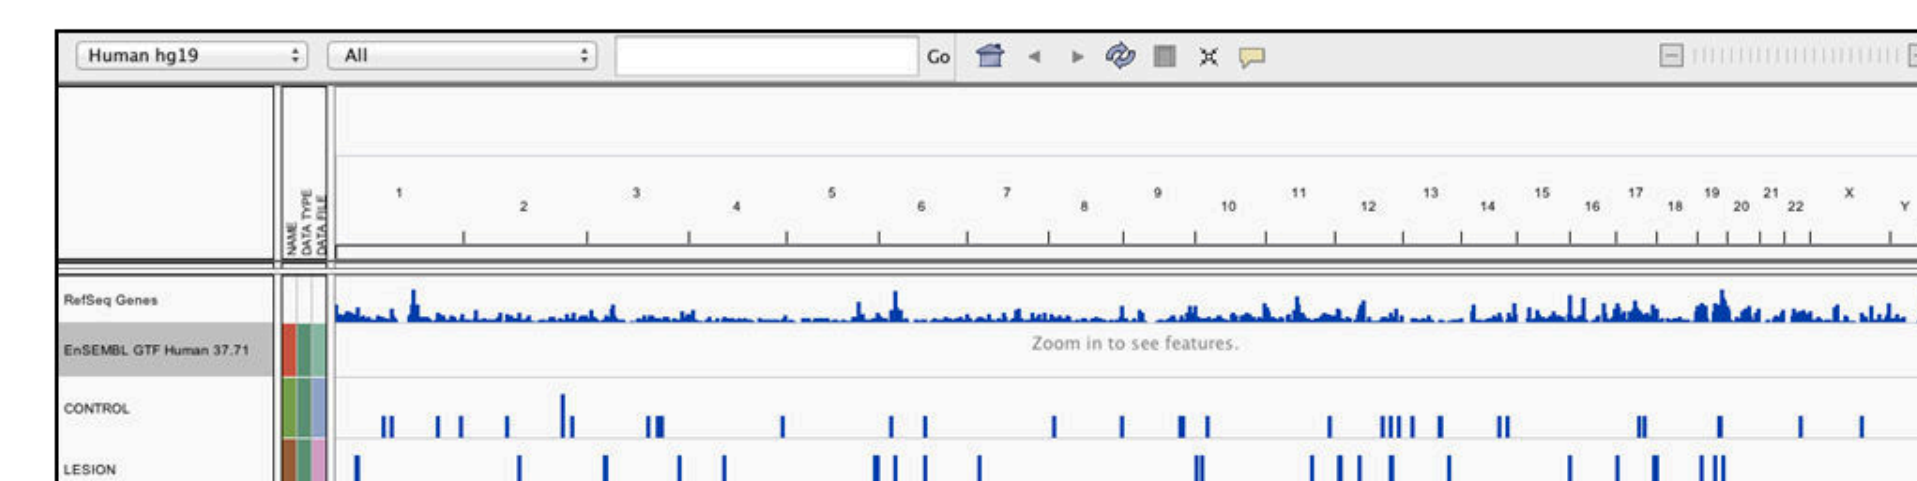 Human hg19 All Go
NAME
DATA TYPE
DATA FILE
1 2 3 4 5 6 7 8 9 10 11 12 13 14 15 16 17 18 19 20 21 22 X Y
RefSeq Genes
EnSEMBL GTF Human 37.71
Zoom in to see features.
CONTROL
LESION